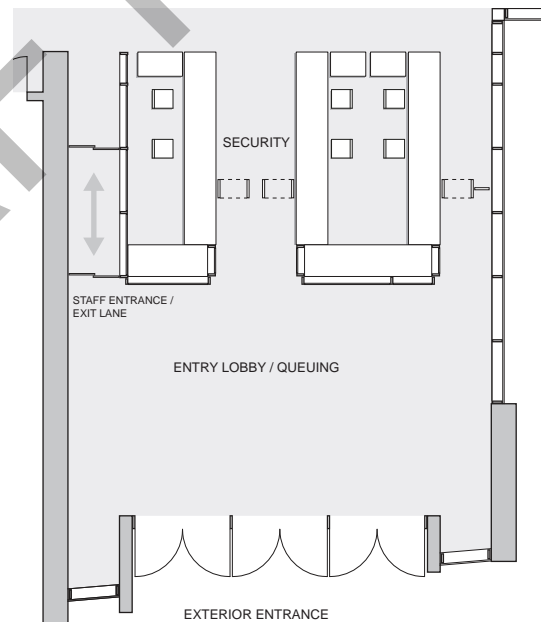 SECURITY
STAFF ENTRANCE /
EXIT LANE
ENTRY LOBBY / QUEUING
EXTERIOR ENTRANCE